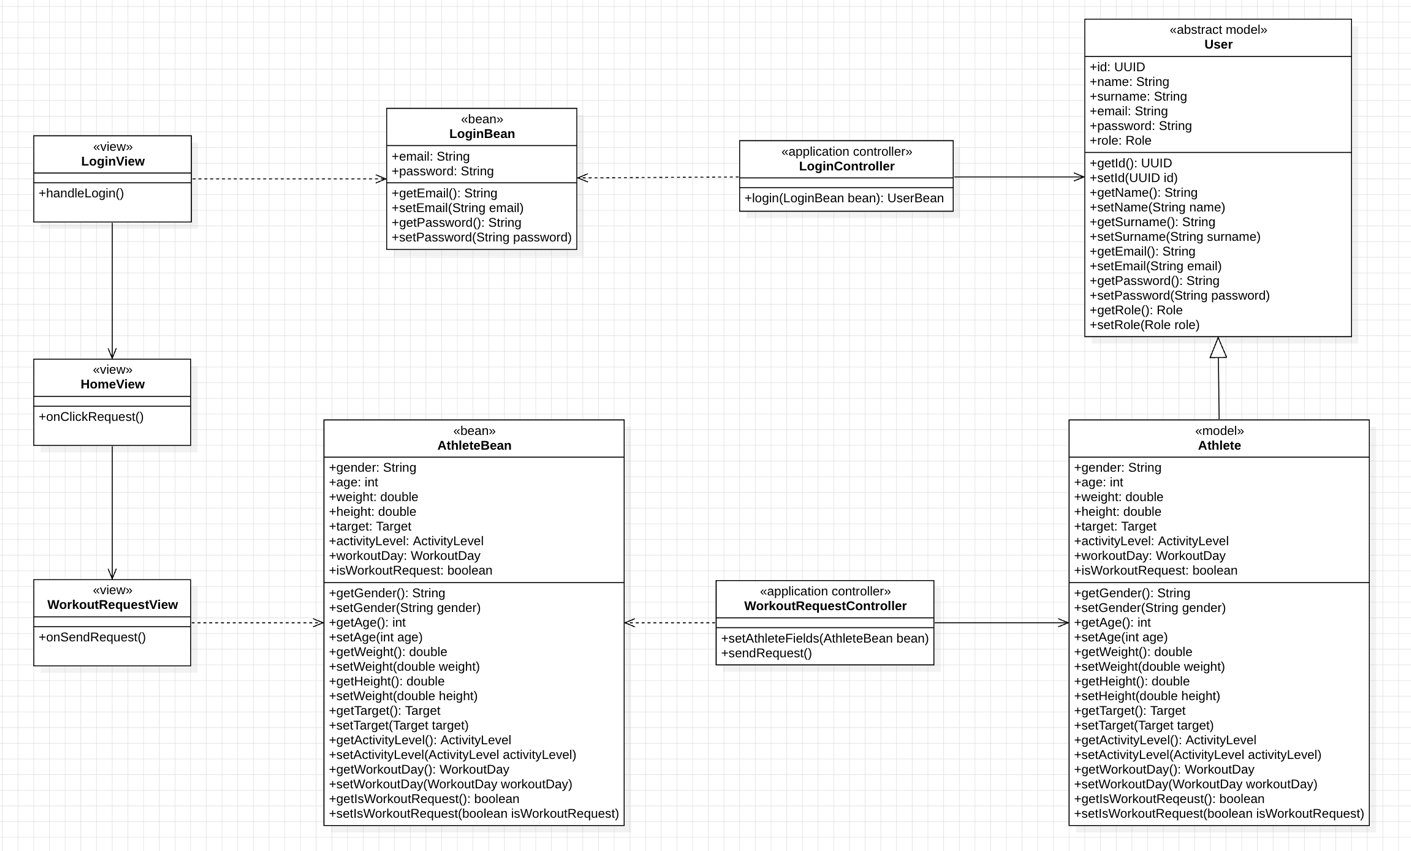 «view»
LoginView
+handleLogin()
«bean»
LoginBean
+email: String
+password: String
+getEmail(): String
+setEmail(String email)
+getPassword(): String
+setPassword(String password)
«application controller»
LoginController
+login(LoginBean bean): UserBean
«abstract model»
User
+id: UUID
+name: String
+surname: String
+email: String
+password: String
+role: Role
+getId(): UUID
+setId(UUID id)
+getName(): String
+setName(String name)
+getSurname(): String
+setSurname(String surname)
+getEmail(): String
+setEmail(String email)
+getPassword(): String
+setPassword(String password)
+getRole(): Role
+setRole(Role role)
«view»
HomeView
+onClickRequest()
«view»
WorkoutRequestView
+onSendRequest()
«bean»
AthleteBean
+gender: String
+age: int
+weight: double
+height: double
+target: Target
+activityLevel: ActivityLevel
+workoutDay: WorkoutDay
+isWorkoutRequest: boolean
+getGender(): String
+setGender(String gender)
+getAge(): int
+setAge(int age)
+getWeight(): double
+setWeight(double weight)
+getHeight(): double
+setWeight(double height)
+getTarget(): Target
+setTarget(Target target)
+getActivityLevel(): ActivityLevel
+setActivityLevel(ActivityLevel activityLevel)
+getWorkoutDay(): WorkoutDay
+setWorkoutDay(WorkoutDay workoutDay)
+getIsWorkoutRequest(): boolean
+setIsWorkoutRequest(boolean isWorkoutRequest)
«application controller»
WorkoutRequestController
+setAthleteFields(AthleteBean bean)
+sendRequest()
«model»
Athlete
+gender: String
+age: int
+weight: double
+height: double
+target: Target
+activityLevel: ActivityLevel
+workoutDay: WorkoutDay
+isWorkoutRequest: boolean
+getGender(): String
+setGender(String gender)
+getAge(): int
+setAge(int age)
+getWeight(): double
+setWeight(double weight)
+getHeight(): double
+setHeight(double height)
+getTarget(): Target
+setTarget(Target target)
+getActivityLevel(): ActivityLevel
+setActivityLevel(ActivityLevel activityLevel)
+getWorkoutDay(): WorkoutDay
+setWorkoutDay(WorkoutDay workoutDay)
+getIsWorkoutReqeust(): boolean
+setIsWorkoutRequest(boolean isWorkoutRequest)